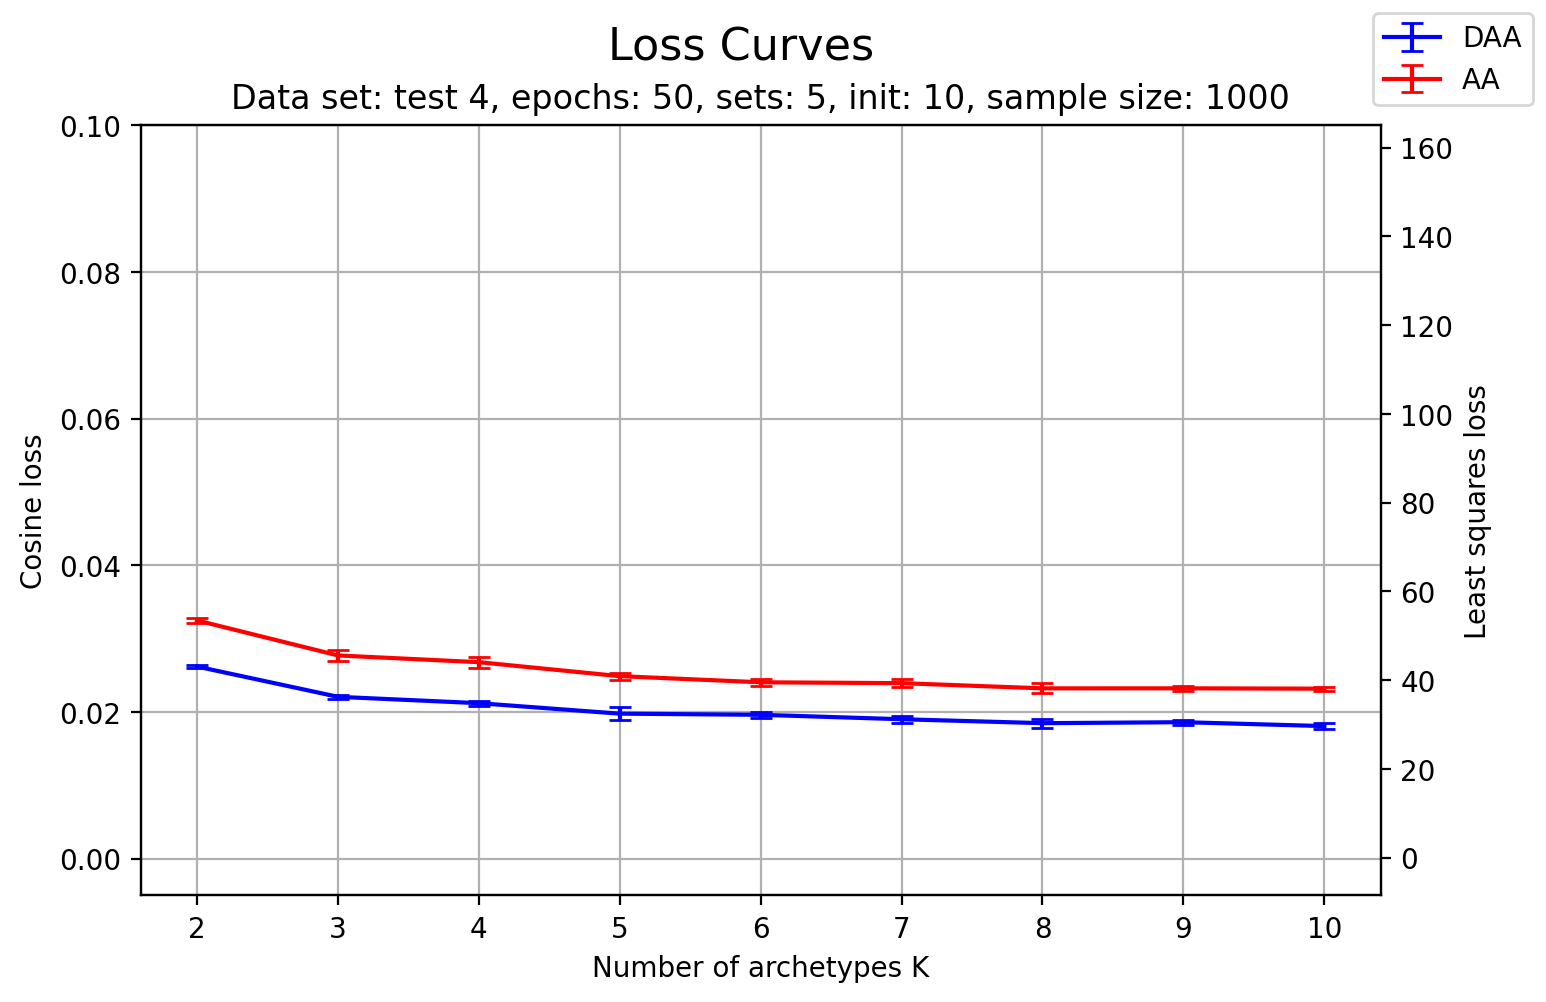 Loss Curves
Data set: test 4, epochs: 50, sets: 5, init: 10, sample size: 1000
DAA
AA
Cosine loss
0.10
0.08
0.06
0.04
0.02
0.00
160
140
120
100
80
60
40
20
0
Least squares loss
2 3 4 5 6 7 8 9 10
Number of archetypes K